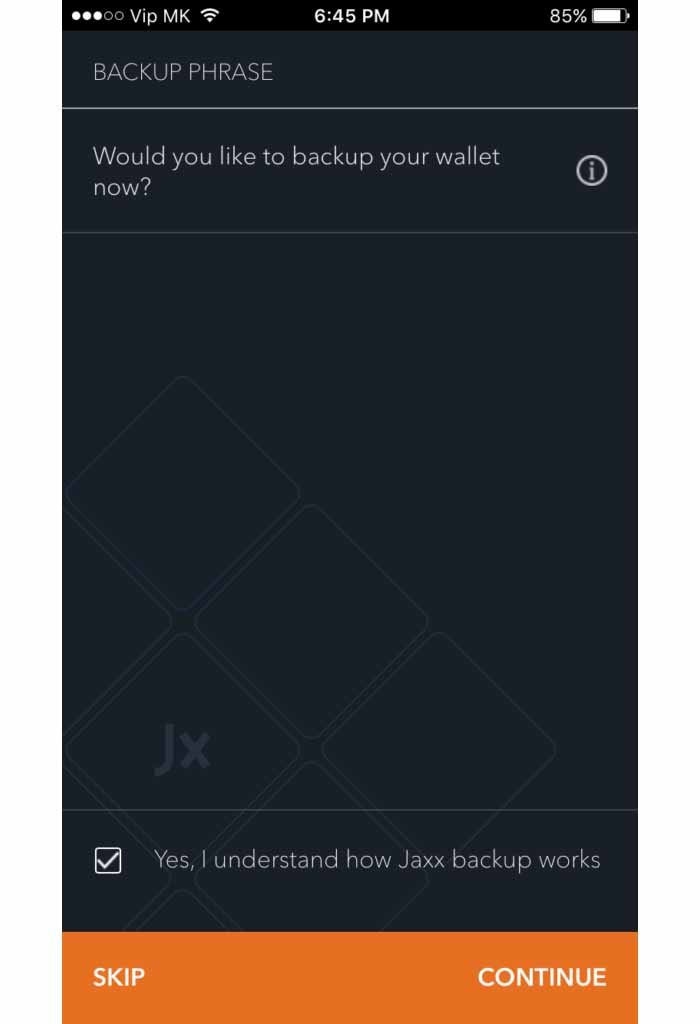 Vip MK 6:45 PM 85%
BACKUP PHRASE
Would you like to backup your wallet
now?
Jx
Yes, I understand how Jaxx backup works
SKIP CONTINUE